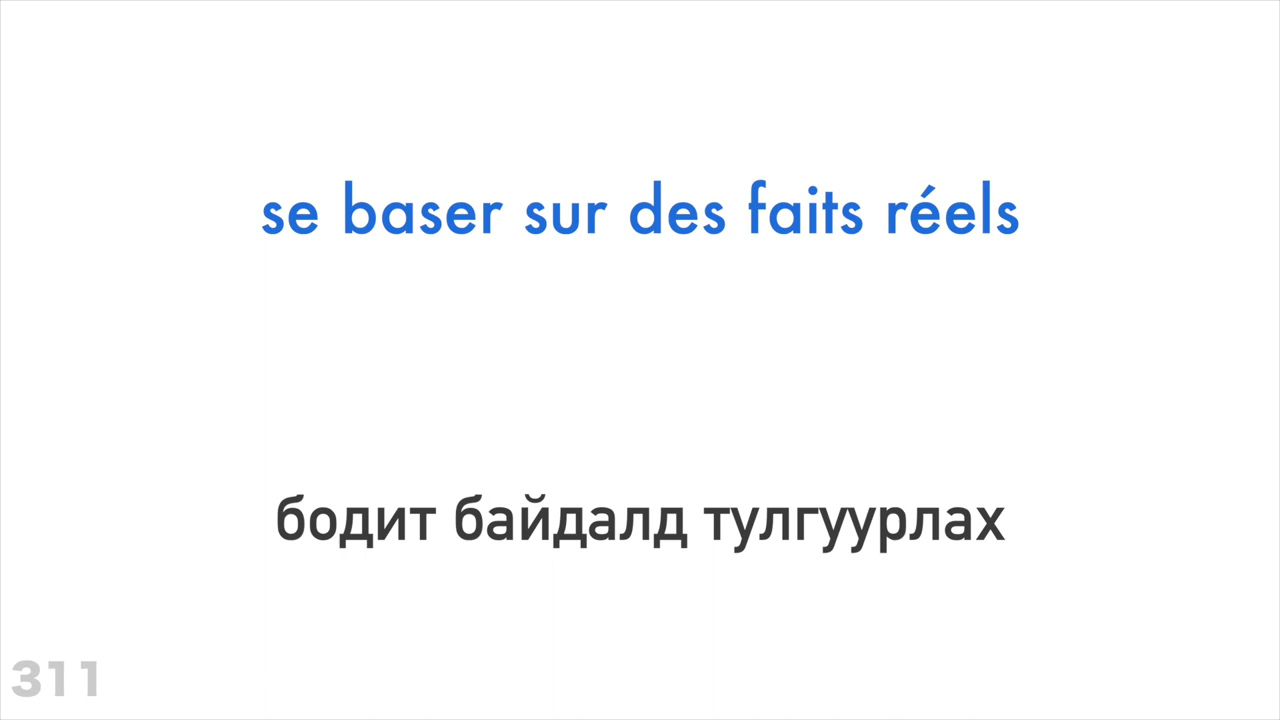 se baser sur des faits réels
бодит байдалд тулгуурлах
311